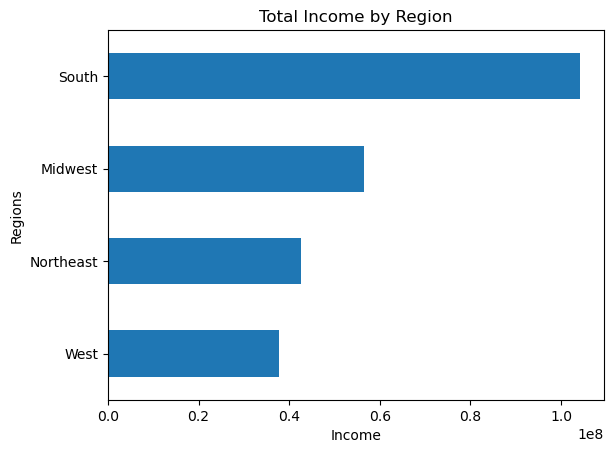 Total Income by Region
South
Midwest
Northeast
West
Regions
0.0 0.2 0.4 0.6 0.8 1.0
1e8
Income